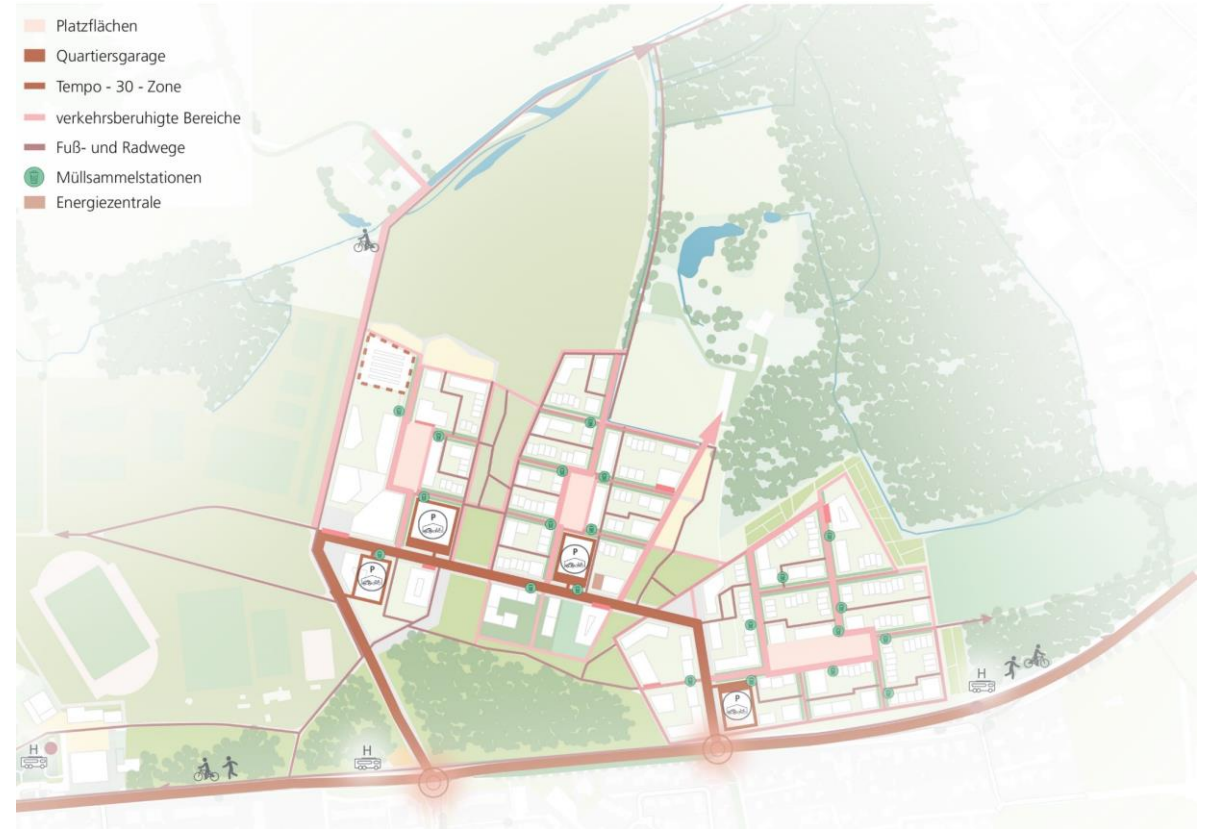 Platzflächen
Quartiersgarage
Tempo - 30 - Zone
verkehrsberuhigte Bereiche
Fuß- und Radwege
Müllsammelstationen
Energiezentrale
P
P
P
P
H
H
H